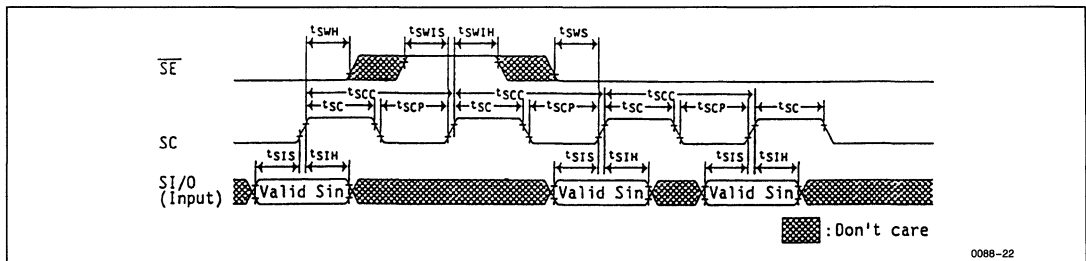 tSWH tSWIS tSWIH tSWS
SE
tSCC tSCC tSCC
tSC tSCP tSC tSCP tSC tSCP tSC
SC
tSIS tSIH tSIS tSIH tSIS tSIH
SI/O
(Input)
Valid Sin Valid Sin Valid Sin
:Don't care
0088-22